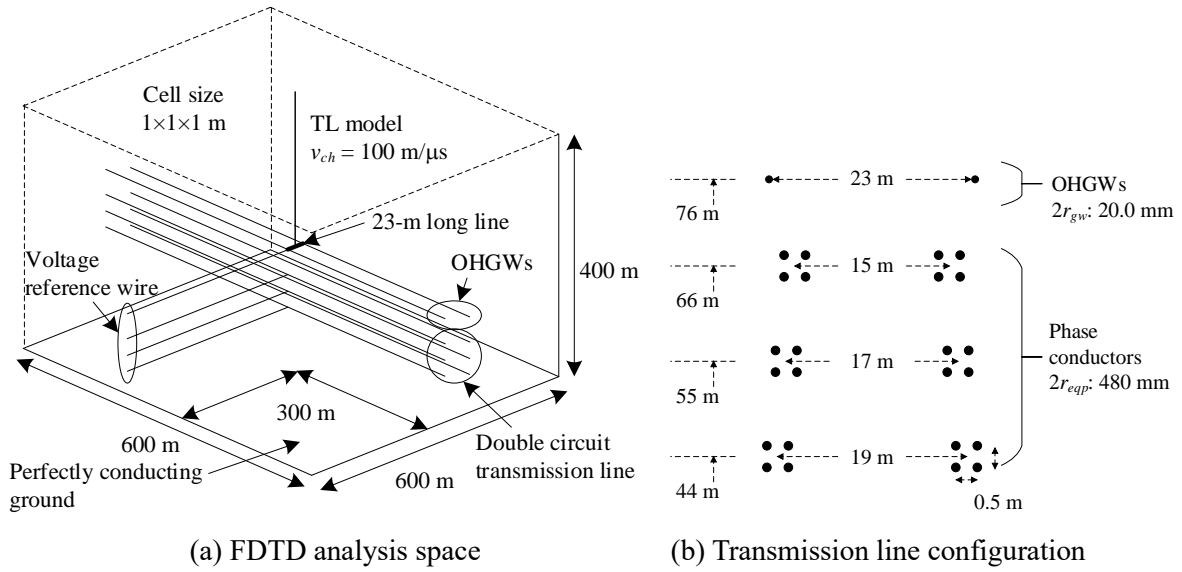 Cell size
1×1×1 m
TL model
v_ch = 100 m/μs
23-m long line
Voltage
reference wire
OHGWs
400 m
300 m
600 m
600 m
Perfectly conducting
ground
Double circuit
transmission line
(a) FDTD analysis space
23 m
76 m
OHGWs
2r_gw: 20.0 mm
15 m
66 m
Phase
conductors
2r_eqp: 480 mm
17 m
55 m
19 m
44 m
0.5 m
(b) Transmission line configuration